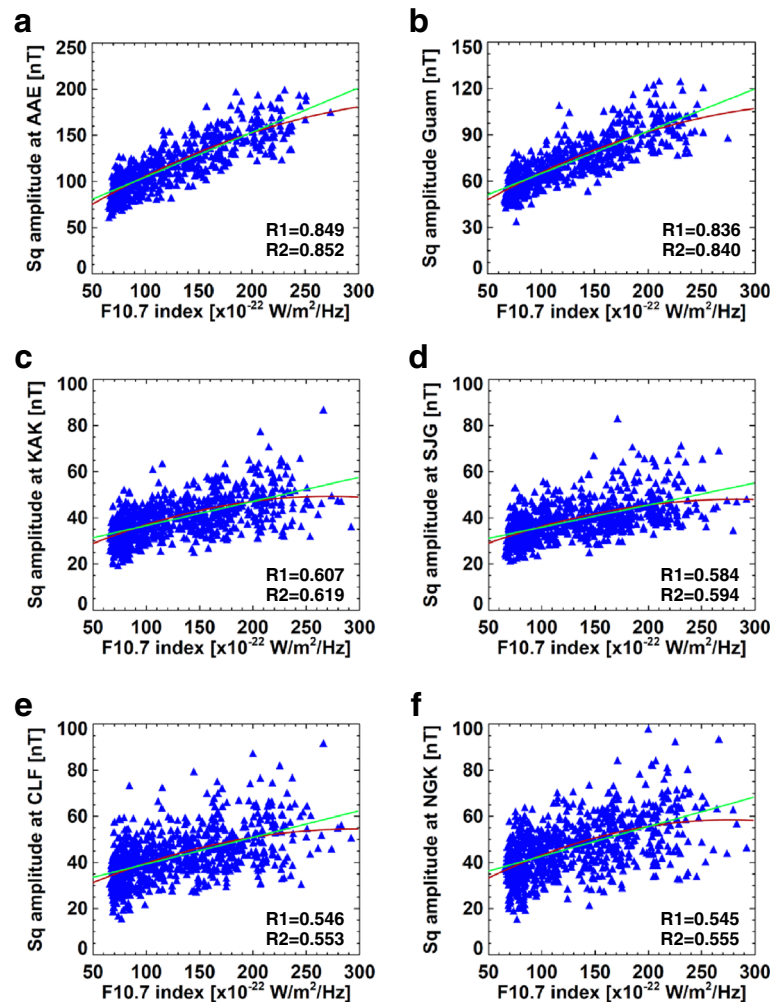 a
b
Sq amplitude at AAE [nT]
250
200
150
100
50
0
R1=0.849
R2=0.852
50 100 150 200 250 300
F10.7 index [x10⁻²² W/m²/Hz]
Sq amplitude Guam [nT]
150
120
90
60
30
0
R1=0.836
R2=0.840
50 100 150 200 250 300
F10.7 index [x10⁻²² W/m²/Hz]
c
d
Sq amplitude at KAK [nT]
100
80
60
40
20
0
R1=0.607
R2=0.619
50 100 150 200 250 300
F10.7 index [x10⁻²² W/m²/Hz]
Sq amplitude at SJG [nT]
100
80
60
40
20
0
R1=0.584
R2=0.594
50 100 150 200 250 300
F10.7 index [x10⁻²² W/m²/Hz]
e
f
Sq amplitude at CLF [nT]
100
80
60
40
20
0
R1=0.546
R2=0.553
50 100 150 200 250 300
F10.7 index [x10⁻²² W/m²/Hz]
Sq amplitude at NGK [nT]
100
80
60
40
20
0
R1=0.545
R2=0.555
50 100 150 200 250 300
F10.7 index [x10⁻²² W/m²/Hz]